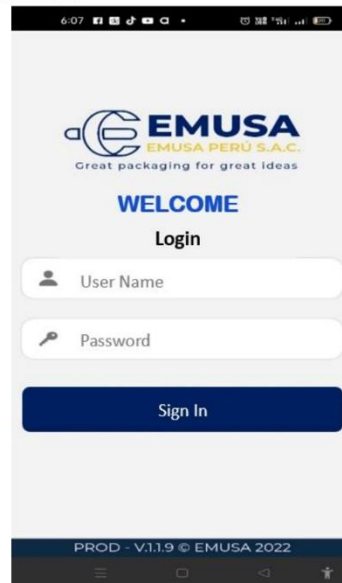 6:07
EMUSA
EMUSA PERÚ S.A.C.
Great packaging for great ideas
WELCOME
Login
User Name
Password
Sign In
PROD - V.1.1.9 © EMUSA 2022